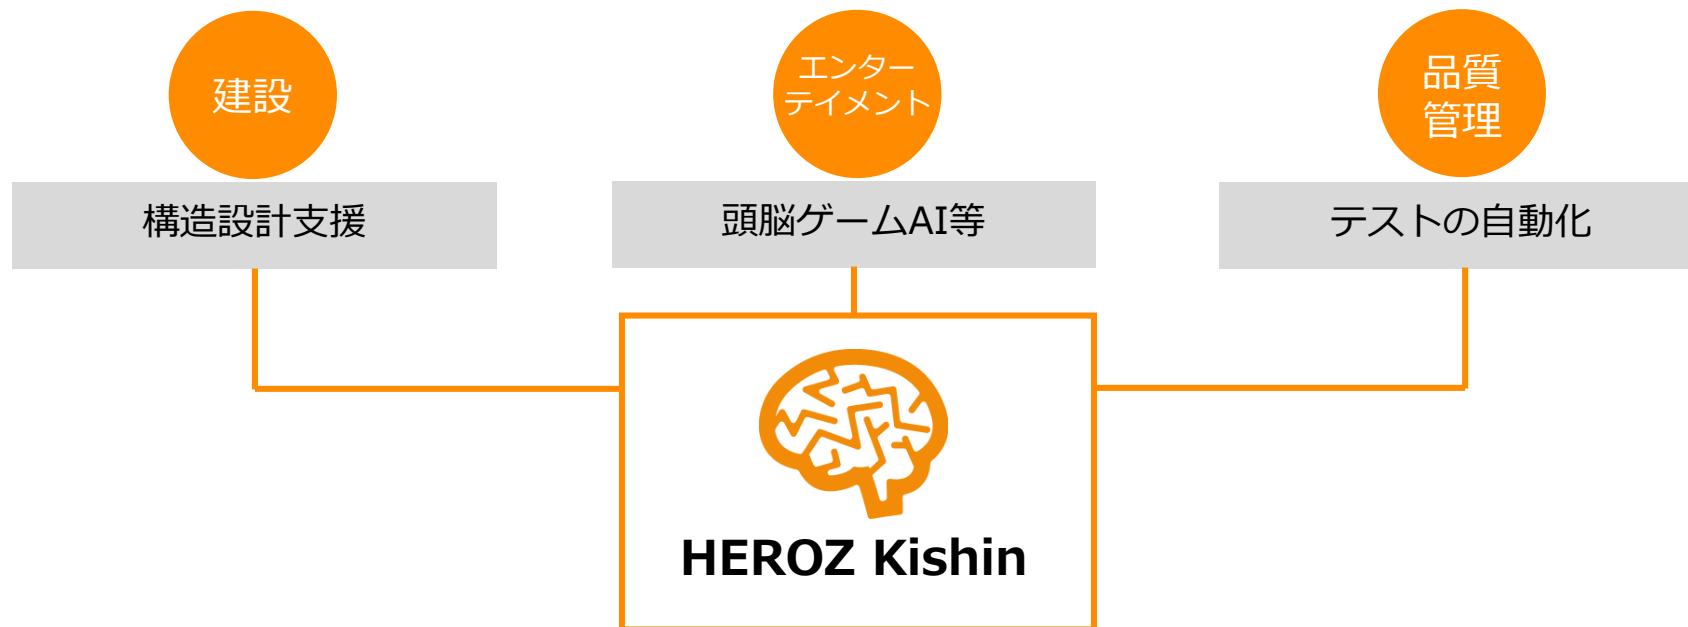 建設
エンター
テイメント
品質
管理
構造設計支援
頭脳ゲームAI等
テストの自動化
HEROZ Kishin